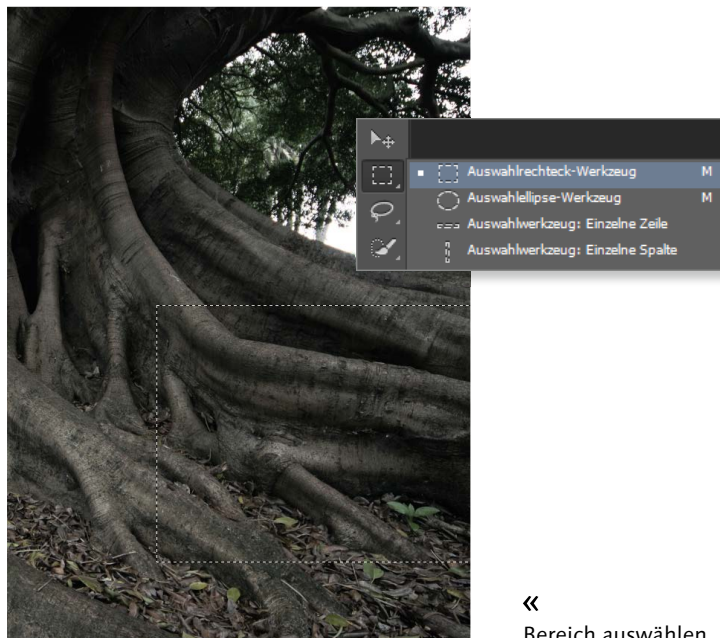 Auswahlrechteck-Werkzeug M
Auswahlellipse-Werkzeug M
Auswahlwerkzeug: Einzelne Zeile
Auswahlwerkzeug: Einzelne Spalte
«
Bereich auswählen